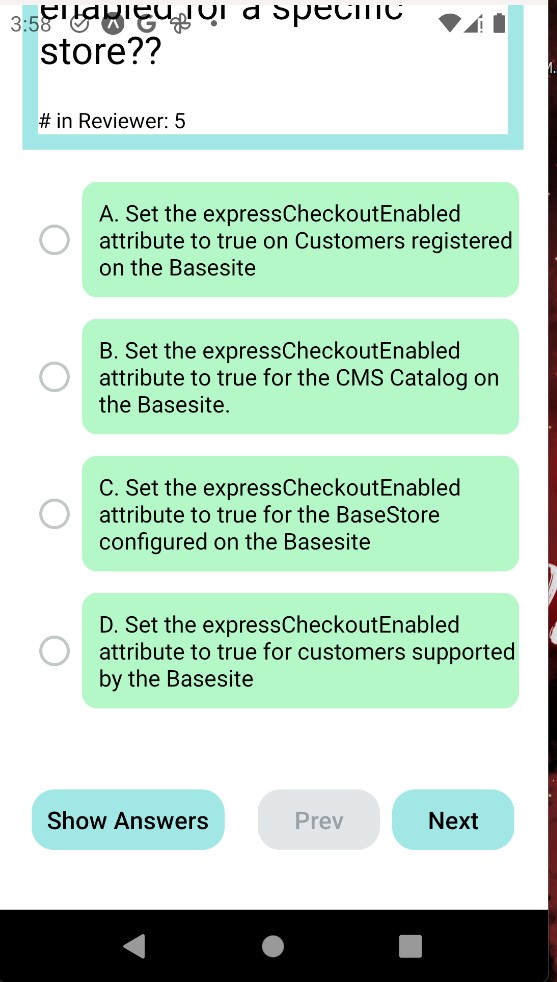 enabled for a specific
3:58
store??
# in Reviewer: 5
A. Set the expressCheckoutEnabled
attribute to true on Customers registered
on the Basesite
B. Set the expressCheckoutEnabled
attribute to true for the CMS Catalog on
the Basesite.
C. Set the expressCheckoutEnabled
attribute to true for the BaseStore
configured on the Basesite
D. Set the expressCheckoutEnabled
attribute to true for customers supported
by the Basesite
Show Answers
Prev
Next